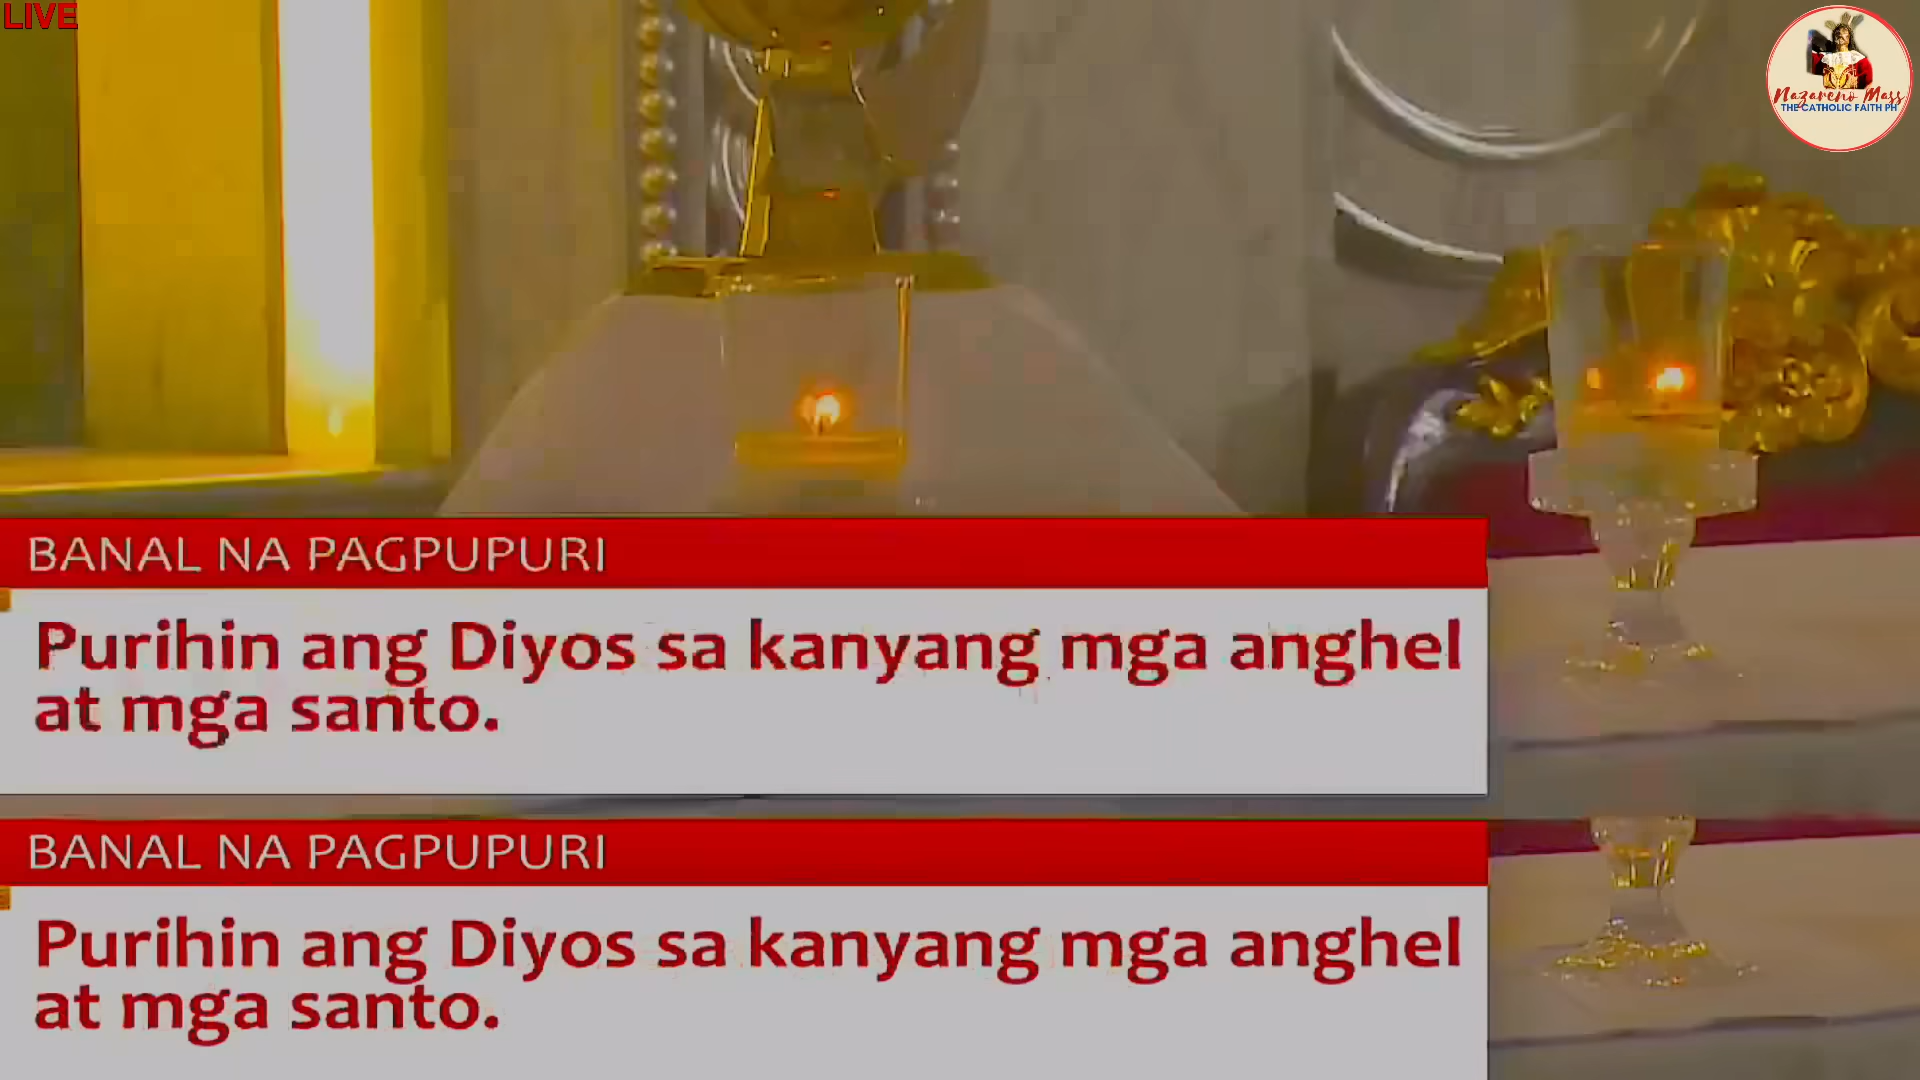 LIVE
Nazareno Mass
THE CATHOLIC FAITH PH
BANAL NA PAGPUPURI
Purihin ang Diyos sa kanyang mga anghel
at mga santo.
BANAL NA PAGPUPURI
Purihin ang Diyos sa kanyang mga anghel
at mga santo.